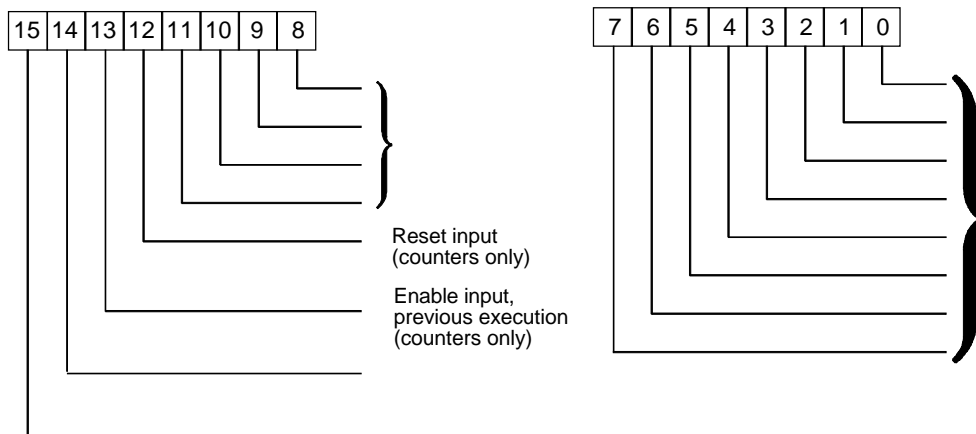 15 14 13 12 11 10 9 8
7 6 5 4 3 2 1 0
Reset input
(counters only)
Enable input,
previous execution
(counters only)